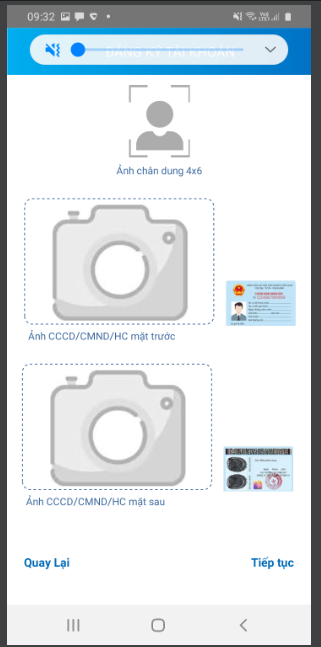 09:32
ĐĂNG KÝ TÀI KHOẢN
Ảnh chân dung 4x6
Ảnh CCCD/CMND/HC mặt trước
Ảnh CCCD/CMND/HC mặt sau
Quay Lại
Tiếp tục